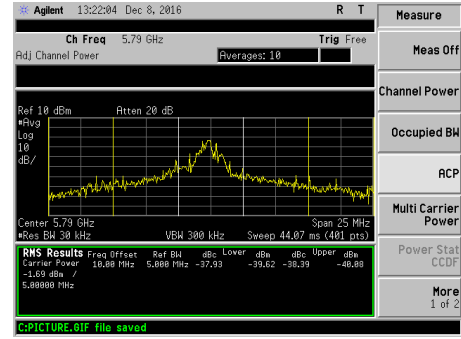 Agilent 13:22:04 Dec 8, 2016 R T
Measure
Ch Freq 5.79 GHz Trig Free
Adj Channel Power Averages: 10
Meas Off
Channel Power
Ref 10 dBm Atten 20 dB
#Avg
Log
10
dB/
Occupied BW
ACP
Multi Carrier
Power
Center 5.79 GHz Span 25 MHz
#Res BW 30 kHz VBW 300 kHz Sweep 44.07 ms (401 pts)
Power Stat
CCDF
RMS Results Freq Offset Ref BW dBc Lower dBm dBc Upper dBm
Carrier Power 10.00 MHz 5.000 MHz -37.93 -39.62 -38.39 -40.08
-1.69 dBm /
5.00000 MHz
More
1 of 2
C:PICTURE.GIF file saved